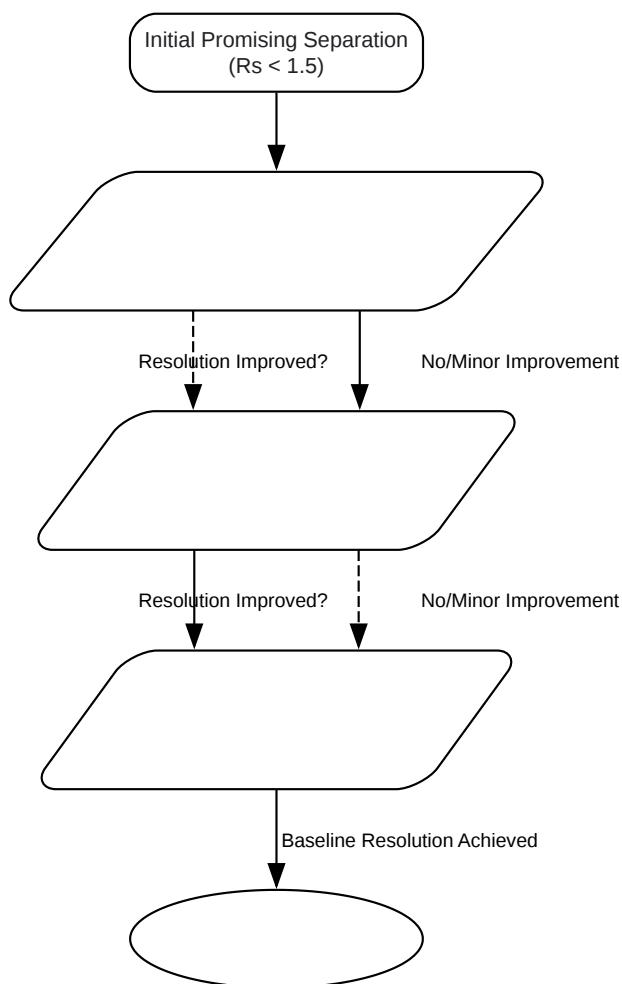 Initial Promising Separation
(Rs < 1.5)
Resolution Improved?
No/Minor Improvement
Resolution Improved?
No/Minor Improvement
Baseline Resolution Achieved